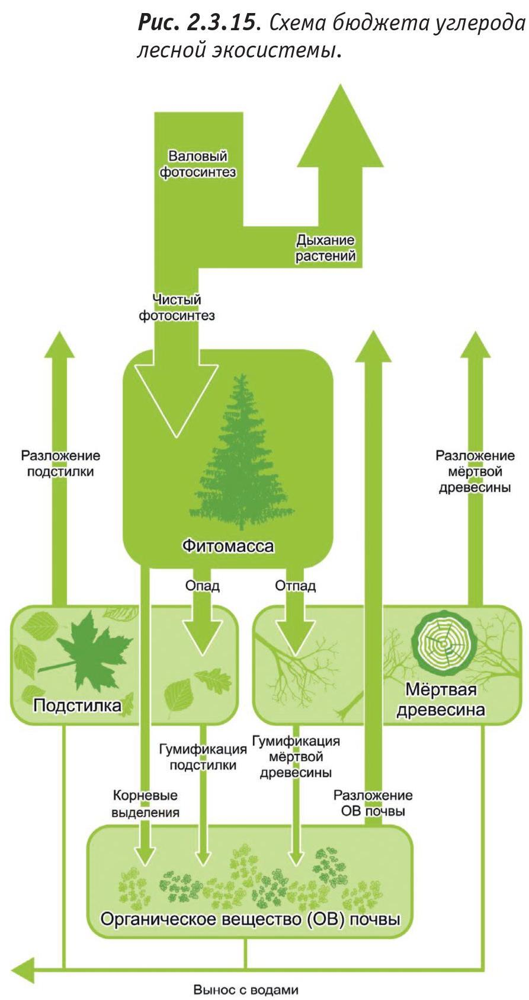 Рис. 2.3.15. Схема бюджета углерода
лесной экосистемы.
Валовый
фотосинтез
Дыхание
растений
Чистый
фотосинтез
Разложение
подстилки
Разложение
мёртвой
древесины
Фитомасса
Опад
Отпад
Подстилка
Мёртвая
древесина
Гумификация
подстилки
Гумификация
мёртвой
древесины
Корневые
выделения
Разложение
ОВ почвы
Органическое вещество (ОВ) почвы
Вынос с водами